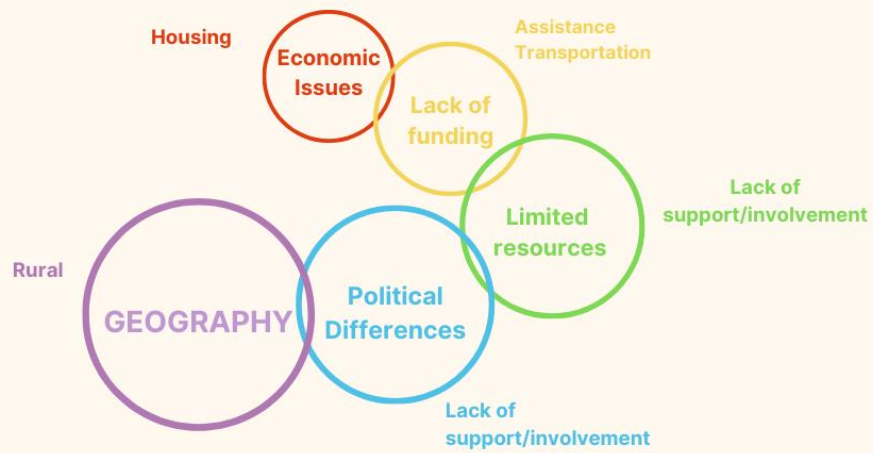 Housing
Economic
Issues
Assistance
Transportation
Lack of
funding
Limited
resources
Lack of
support/involvement
Rural
GEOGRAPHY
Political
Differences
Lack of
support/involvement